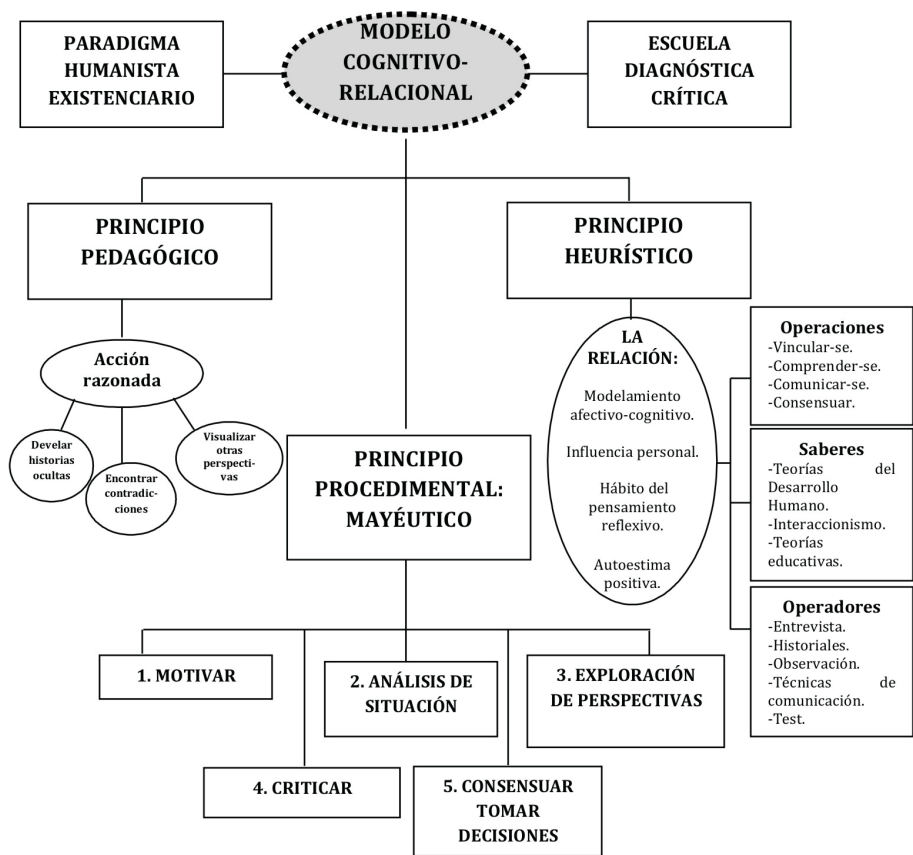 PARADIGMA
HUMANISTA
EXISTENCIARIO
MODELO
COGNITIVO-
RELACIONAL
ESCUELA
DIAGNÓSTICA
CRÍTICA
PRINCIPIO
PEDAGÓGICO
PRINCIPIO
HEURÍSTICO
Acción
razonada
Develar
historias
ocultas
Encontrar
contradic-
ciones
Visualizar
otras
perspecti-
vas
PRINCIPIO
PROCEDIMENTAL:
MAYÉUTICO
LA
RELACIÓN:
Modelamiento
afectivo-cognitivo.
Influencia personal.
Hábito del
pensamiento
reflexivo.
Autoestima
positiva.
Operaciones
-Vincular-se.
-Comprender-se.
-Comunicar-se.
-Consensuar.
Saberes
-Teorías del
Desarrollo
Humano.
-Interaccionismo.
-Teorías
educativas.
Operadores
-Entrevista.
-Historiales.
-Observación.
-Técnicas de
comunicación.
-Test.
1. MOTIVAR
2. ANÁLISIS DE
SITUACIÓN
3. EXPLORACIÓN
DE PERSPECTIVAS
4. CRITICAR
5. CONSENSUAR
TOMAR
DECISIONES